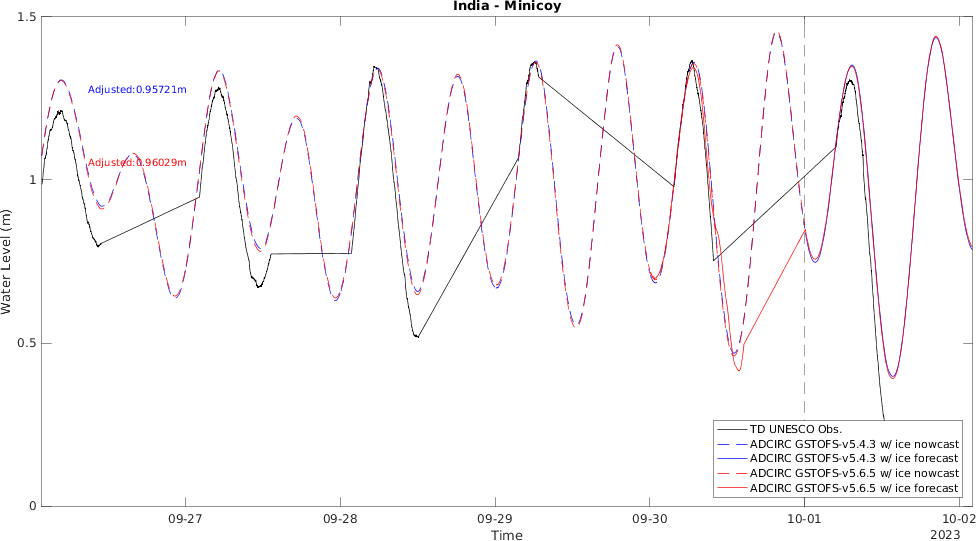 India - Minicoy
1.5
1
0.5
0
Water Level (m)
Adjusted:0.95721m
Adjusted:0.96029m
TD UNESCO Obs.
ADCIRC GSTOFS-v5.4.3 w/ ice nowcast
ADCIRC GSTOFS-v5.4.3 w/ ice forecast
ADCIRC GSTOFS-v5.6.5 w/ ice nowcast
ADCIRC GSTOFS-v5.6.5 w/ ice forecast
09-27 09-28 09-29 09-30 10-01 10-02
Time
2023